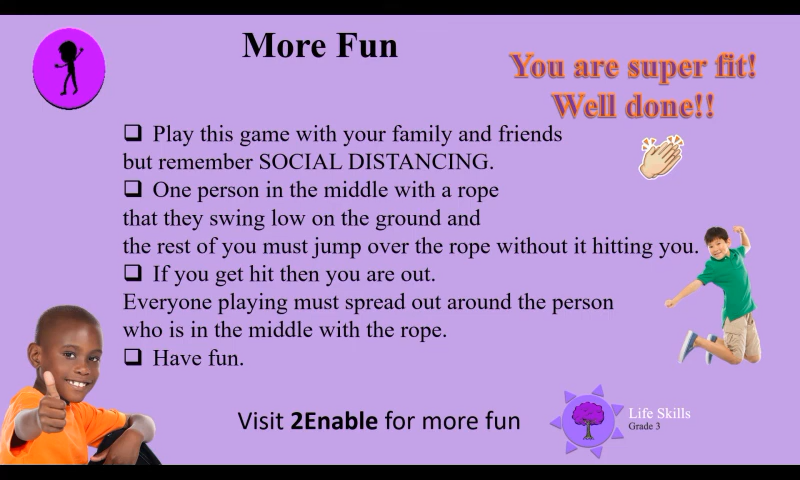 More Fun
You are super fit!
Well done!!
❑ Play this game with your family and friends
but remember SOCIAL DISTANCING.
❑ One person in the middle with a rope
that they swing low on the ground and
the rest of you must jump over the rope without it hitting you.
❑ If you get hit then you are out.
Everyone playing must spread out around the person
who is in the middle with the rope.
❑ Have fun.
Visit 2Enable for more fun
Life Skills
Grade 3